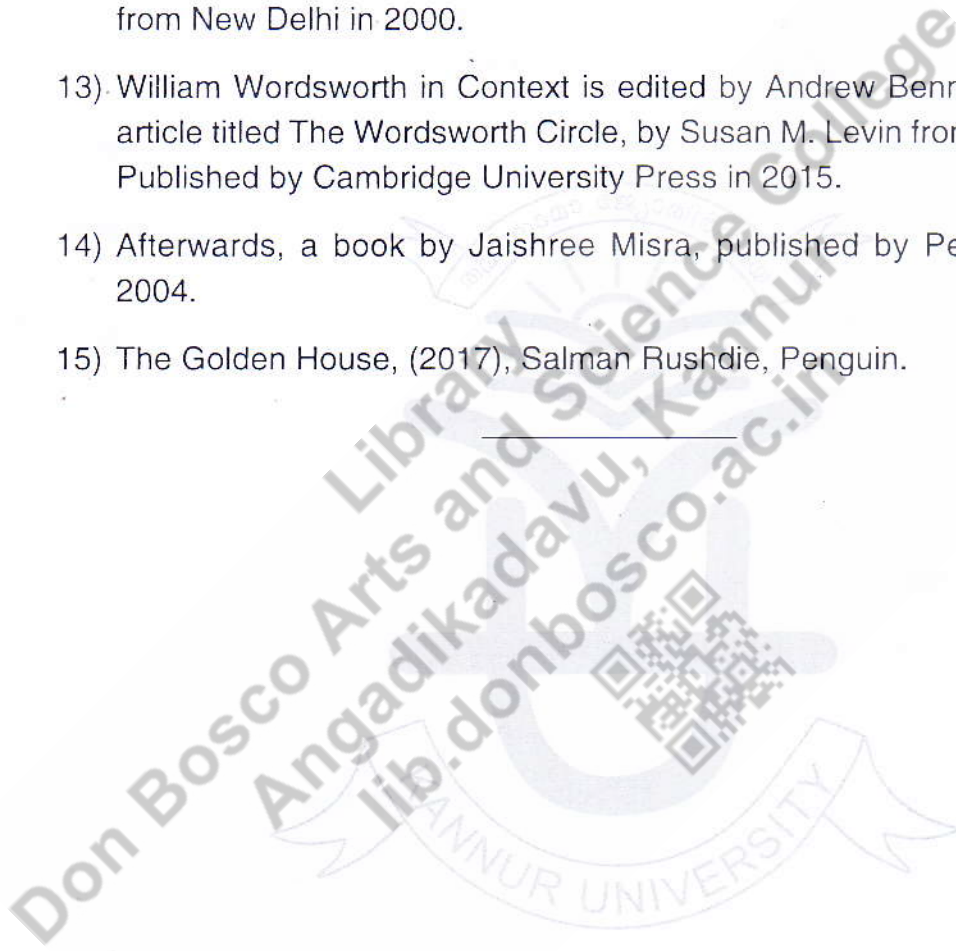 from New Delhi in 2000.
13) William Wordsworth in Context is edited by Andrew
article titled The Wordsworth Circle, by Susan M. Levin
Published by Cambridge University Press in 2015.
14) Afterwards, a book by Jaishree Misra, published by
2004.
15) The Golden House, (2017), Salman Rushdie, Penguin.
Library
Don Bosco Arts and Science College
Angadikadavu, Kannur
lib.donbosco.ac.in
KANNUR UNIVERSITY